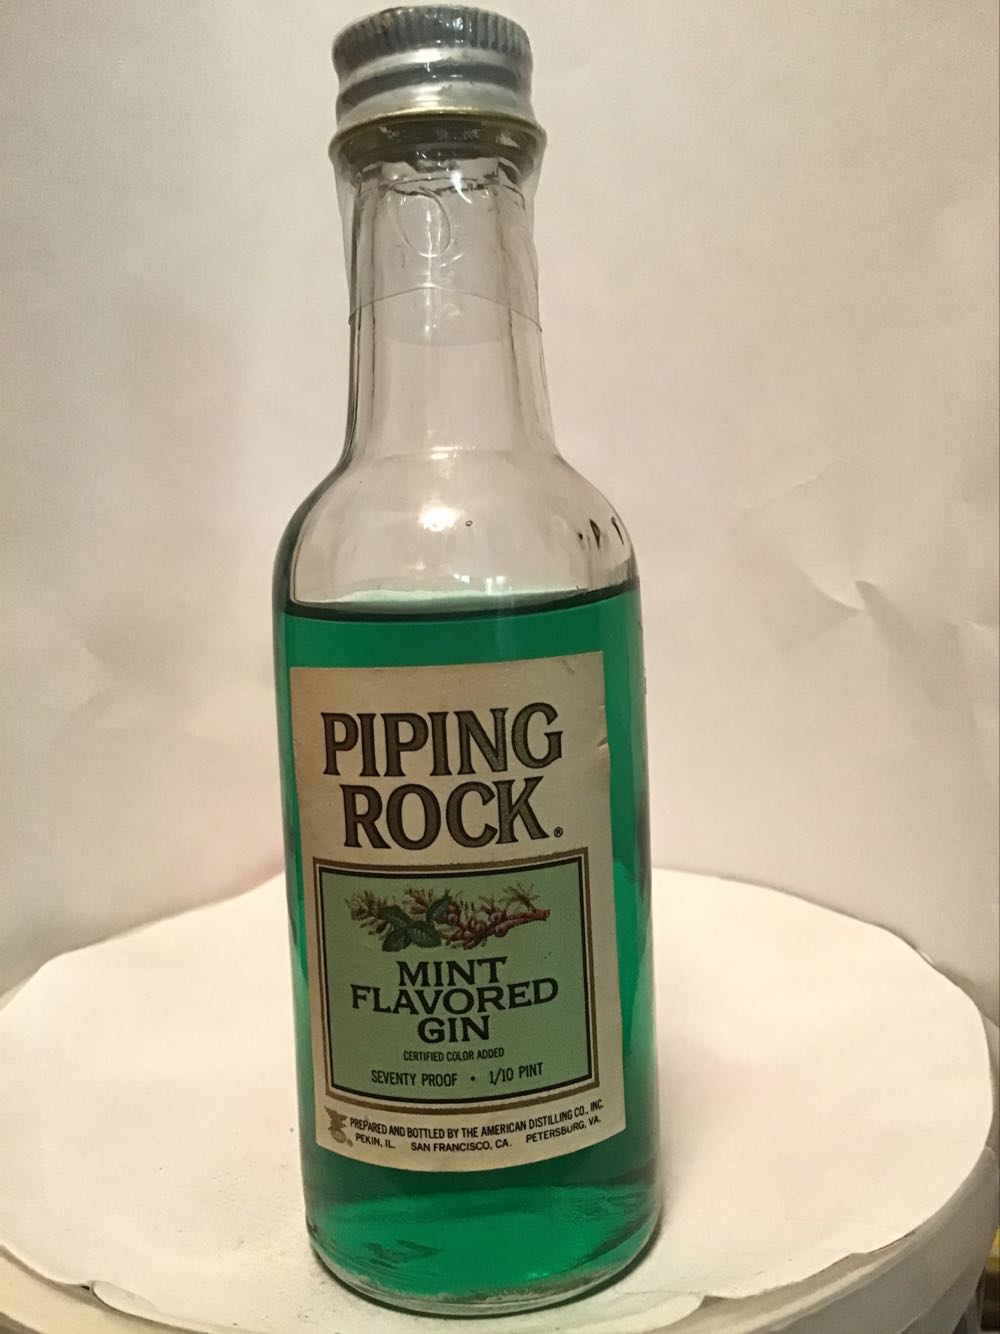 PIPING
ROCK®
MINT
FLAVORED
GIN
CERTIFIED COLOR ADDED
SEVENTY PROOF • 1/10 PINT
PREPARED AND BOTTLED BY THE AMERICAN DISTILLING CO., INC.
PEKIN, IL. SAN FRANCISCO, CA. PETERSBURG, VA.